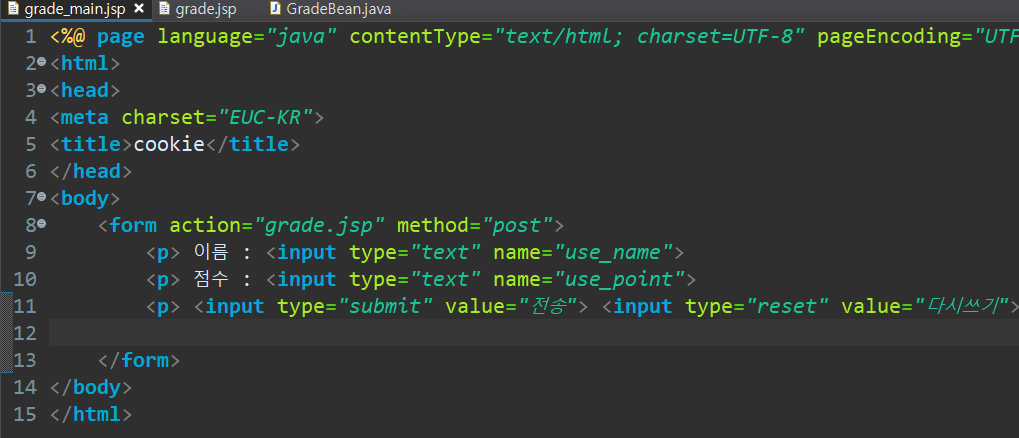 grade_main.jsp grade.jsp GradeBean.java
1 <%@ page language="java" contentType="text/html; charset=UTF-8" pageEncoding="UTF
2 <html>
3 <head>
4 <meta charset="EUC-KR">
5 <title>cookie</title>
6 </head>
7 <body>
8 <form action="grade.jsp" method="post">
9 <p> 이름 : <input type="text" name="use_name">
10 <p> 점수 : <input type="text" name="use_point">
11 <p> <input type="submit" value="전송"> <input type="reset" value="다시쓰기">
12
13 </form>
14 </body>
15 </html>